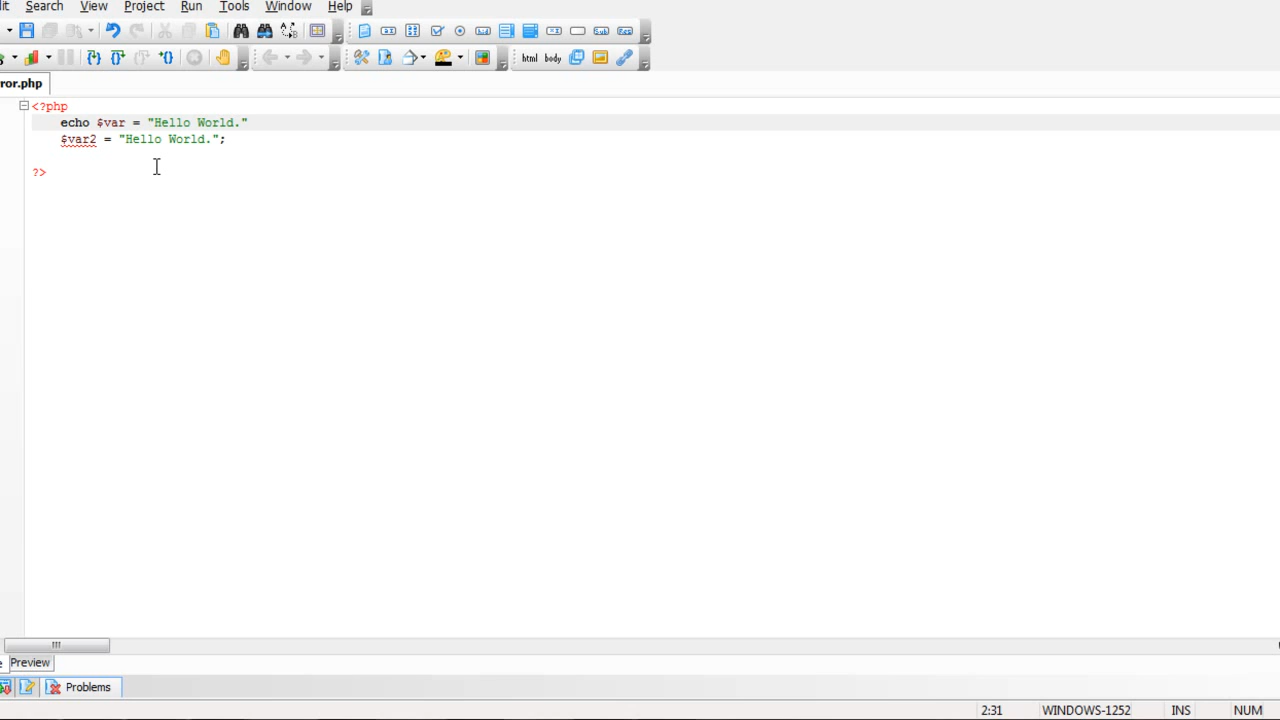 it Search View Project Run Tools Window Help
html body
ror.php
<?php
echo $var = "Hello World."
$var2 = "Hello World.";
?>
e Preview
Problems
2:31 WINDOWS-1252 INS NUM